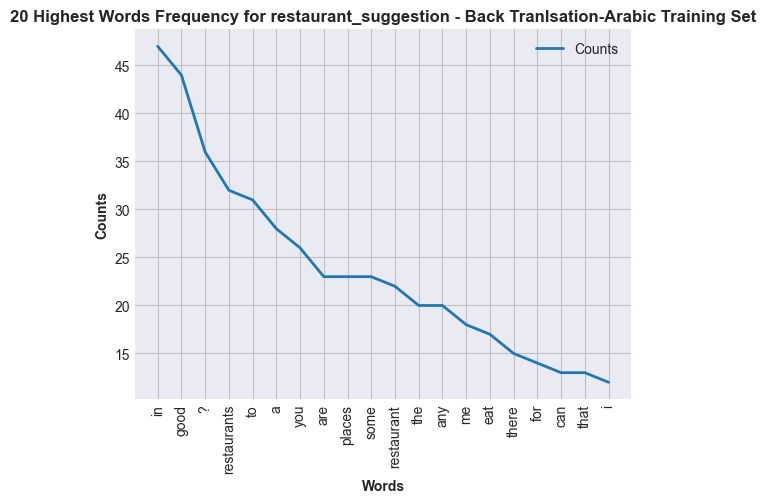 20 Highest Words Frequency for restaurant_suggestion - Back Tranlsation-Arabic Training Set
Counts
45
40
35
30
25
20
15
Counts
in
good
?
restaurants
to
a
you
are
places
some
restaurant
the
any
me
eat
there
for
can
that
i
Words